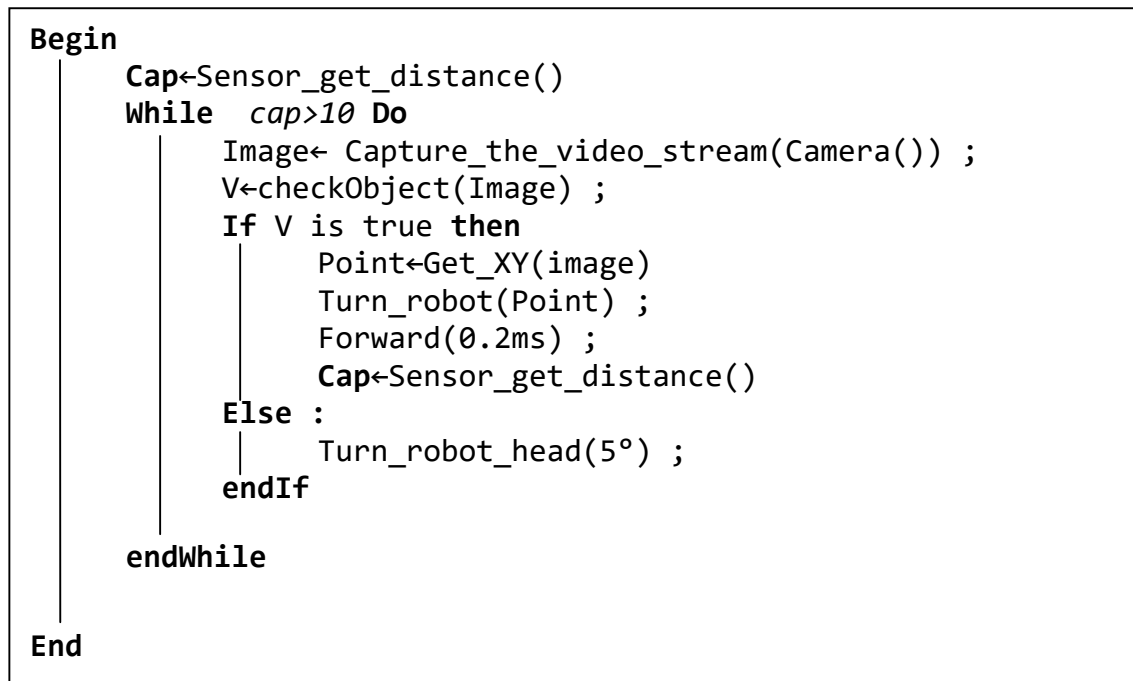 Begin
Cap←Sensor_get_distance()
While cap>10 Do
Image← Capture_the_video_stream(Camera()) ;
V←checkObject(Image) ;
If V is true then
Point←Get_XY(image)
Turn_robot(Point) ;
Forward(0.2ms) ;
Cap←Sensor_get_distance()
Else :
Turn_robot_head(5º) ;
endIf
endWhile
End